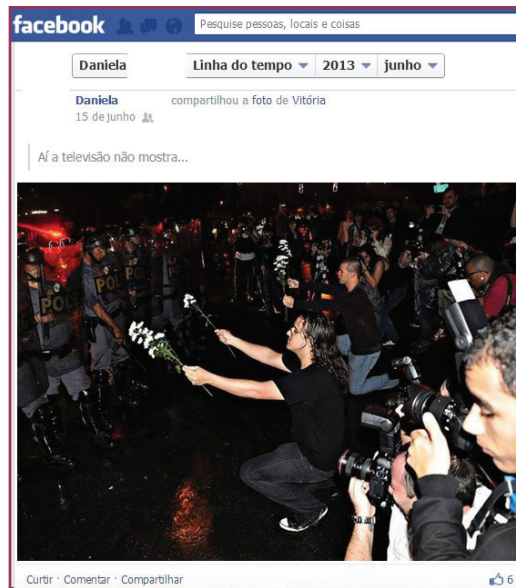 facebook Pesquise pessoas, locais e coisas
Daniela Linha do tempo 2013 junho
Daniela compartilhou a foto de Vitória
15 de junho
Aí a televisão não mostra...
POL
POLI
Curtir · Comentar · Compartilhar 6